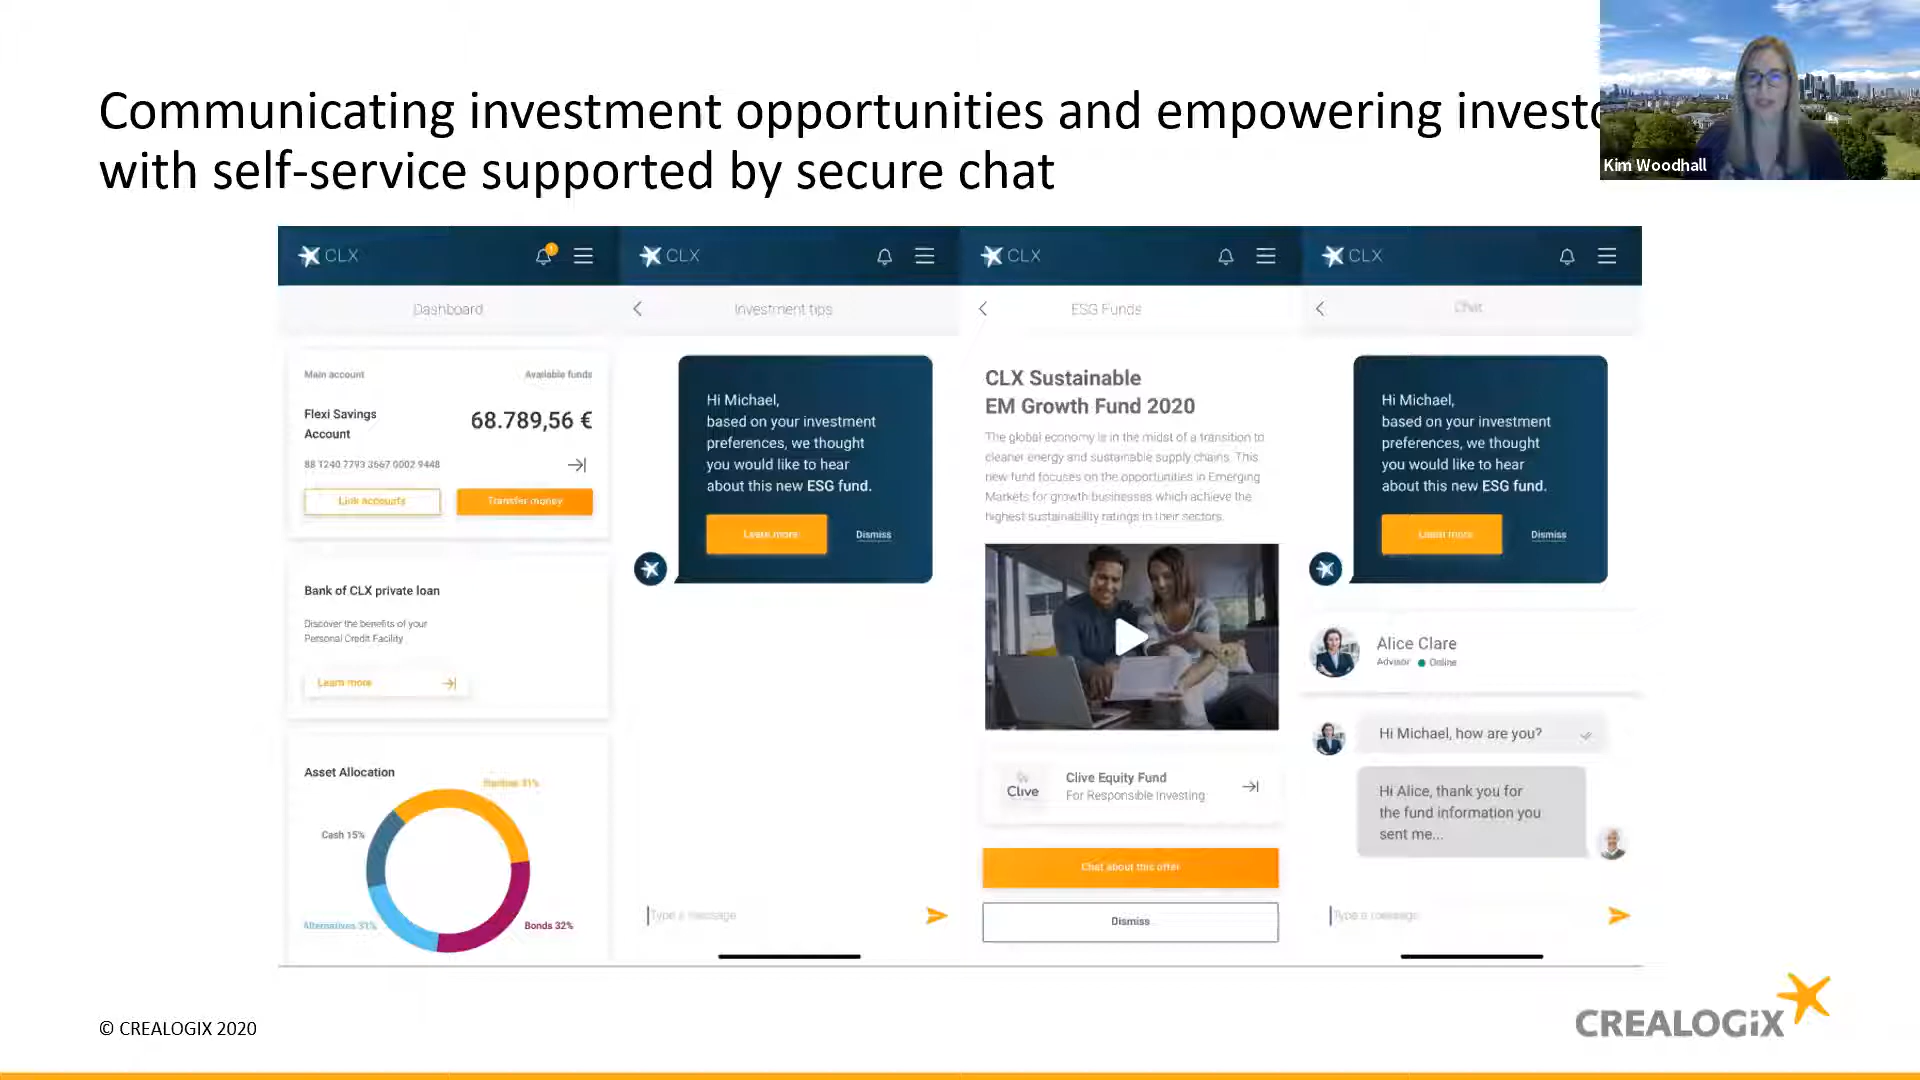 Communicating investment opportunities and empowering investo
with self-service supported by secure chat
Kim Woodhall
CLX
1
Dashboard
Main account
Available funds
Flexi Savings
Account
68.789,56 €
88 1240 7793 3667 0002 9448
Link accounts
Transfer money
Bank of CLX private loan
Discover the benefits of your
Personal Credit Facility
Learn more
Asset Allocation
Equities 31%
Cash 15%
Alternatives 31%
Bonds 32%
CLX
Investment tips
Hi Michael,
based on your investment
preferences, we thought
you would like to hear
about this new ESG fund.
Learn more
Dismiss
Type a message
CLX
ESG Funds
CLX Sustainable
EM Growth Fund 2020
The global economy is in the midst of a transition to
cleaner energy and sustainable supply chains. This
new fund focuses on the opportunities in Emerging
Markets for growth businesses which achieve the
highest sustainability ratings in their sectors.
Clive
Clive Equity Fund
For Responsible Investing
Chat about this offer
Dismiss
CLX
Chat
Hi Michael,
based on your investment
preferences, we thought
you would like to hear
about this new ESG fund.
Learn more
Dismiss
Alice Clare
Advisor
Online
Hi Michael, how are you?
Hi Alice, thank you for
the fund information you
sent me...
Type a message
© CREALOGIX 2020
CREALOGIX